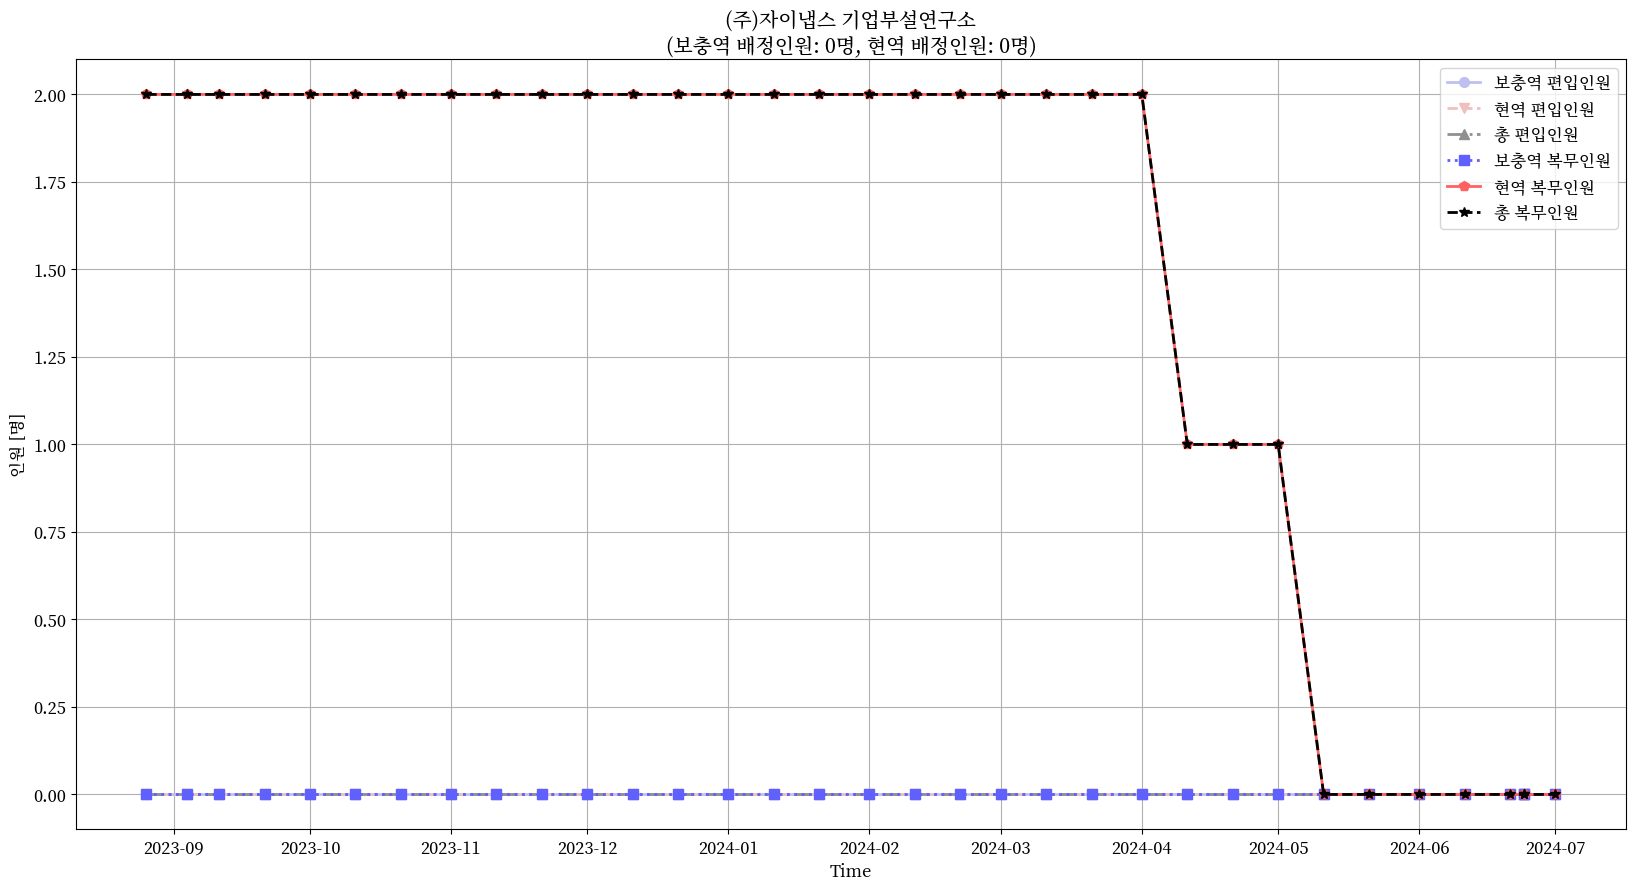 (주)자이냅스 기업부설연구소
(보충역 배정인원: 0명, 현역 배정인원: 0명)
보충역 편입인원
현역 편입인원
총 편입인원
보충역 복무인원
현역 복무인원
총 복무인원
인원 [명]
2.00
1.75
1.50
1.25
1.00
0.75
0.50
0.25
0.00
2023-09 2023-10 2023-11 2023-12 2024-01 2024-02 2024-03 2024-04 2024-05 2024-06 2024-07
Time